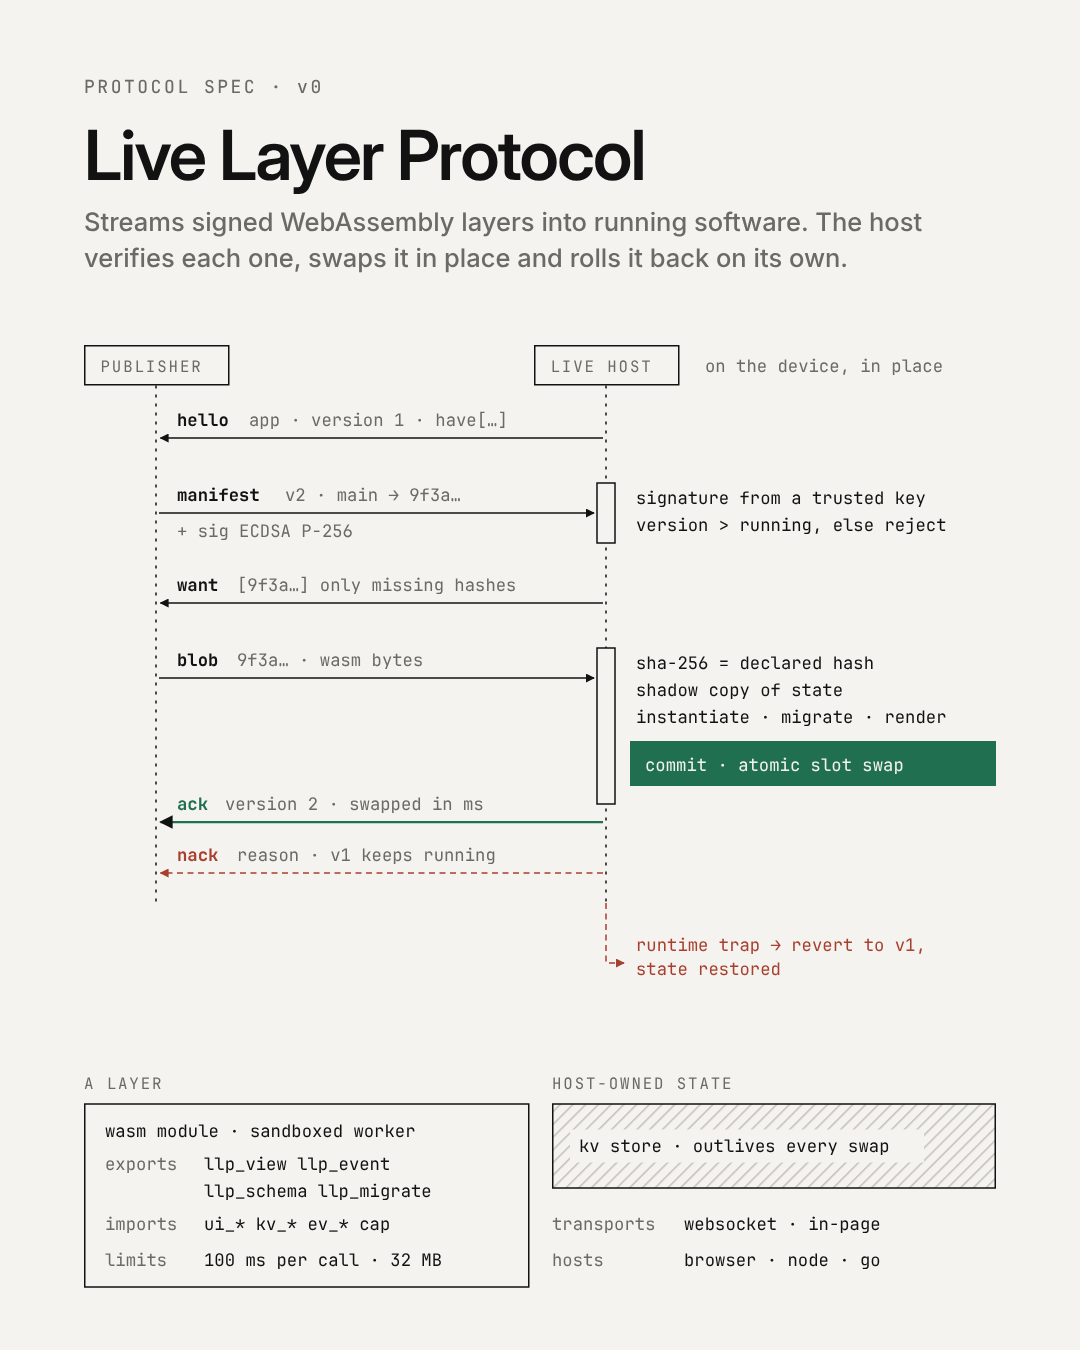 PROTOCOL SPEC · v0
Live Layer Protocol
Streams signed WebAssembly layers into running software. The host
verifies each one, swaps it in place and rolls it back on its own.
PUBLISHER
LIVE HOST
on the device, in place
hello app · version 1 · have[…]
manifest v2 · main → 9f3a…
+ sig ECDSA P-256
signature from a trusted key
version > running, else reject
want [9f3a…] only missing hashes
blob 9f3a… · wasm bytes
sha-256 = declared hash
shadow copy of state
instantiate · migrate · render
commit · atomic slot swap
ack version 2 · swapped in ms
nack reason · v1 keeps running
runtime trap → revert to v1,
state restored
A LAYER
wasm module · sandboxed worker
exports llp_view llp_event
llp_schema llp_migrate
imports ui_* kv_* ev_* cap
limits 100 ms per call · 32 MB
HOST-OWNED STATE
kv store · outlives every swap
transports websocket · in-page
hosts browser · node · go